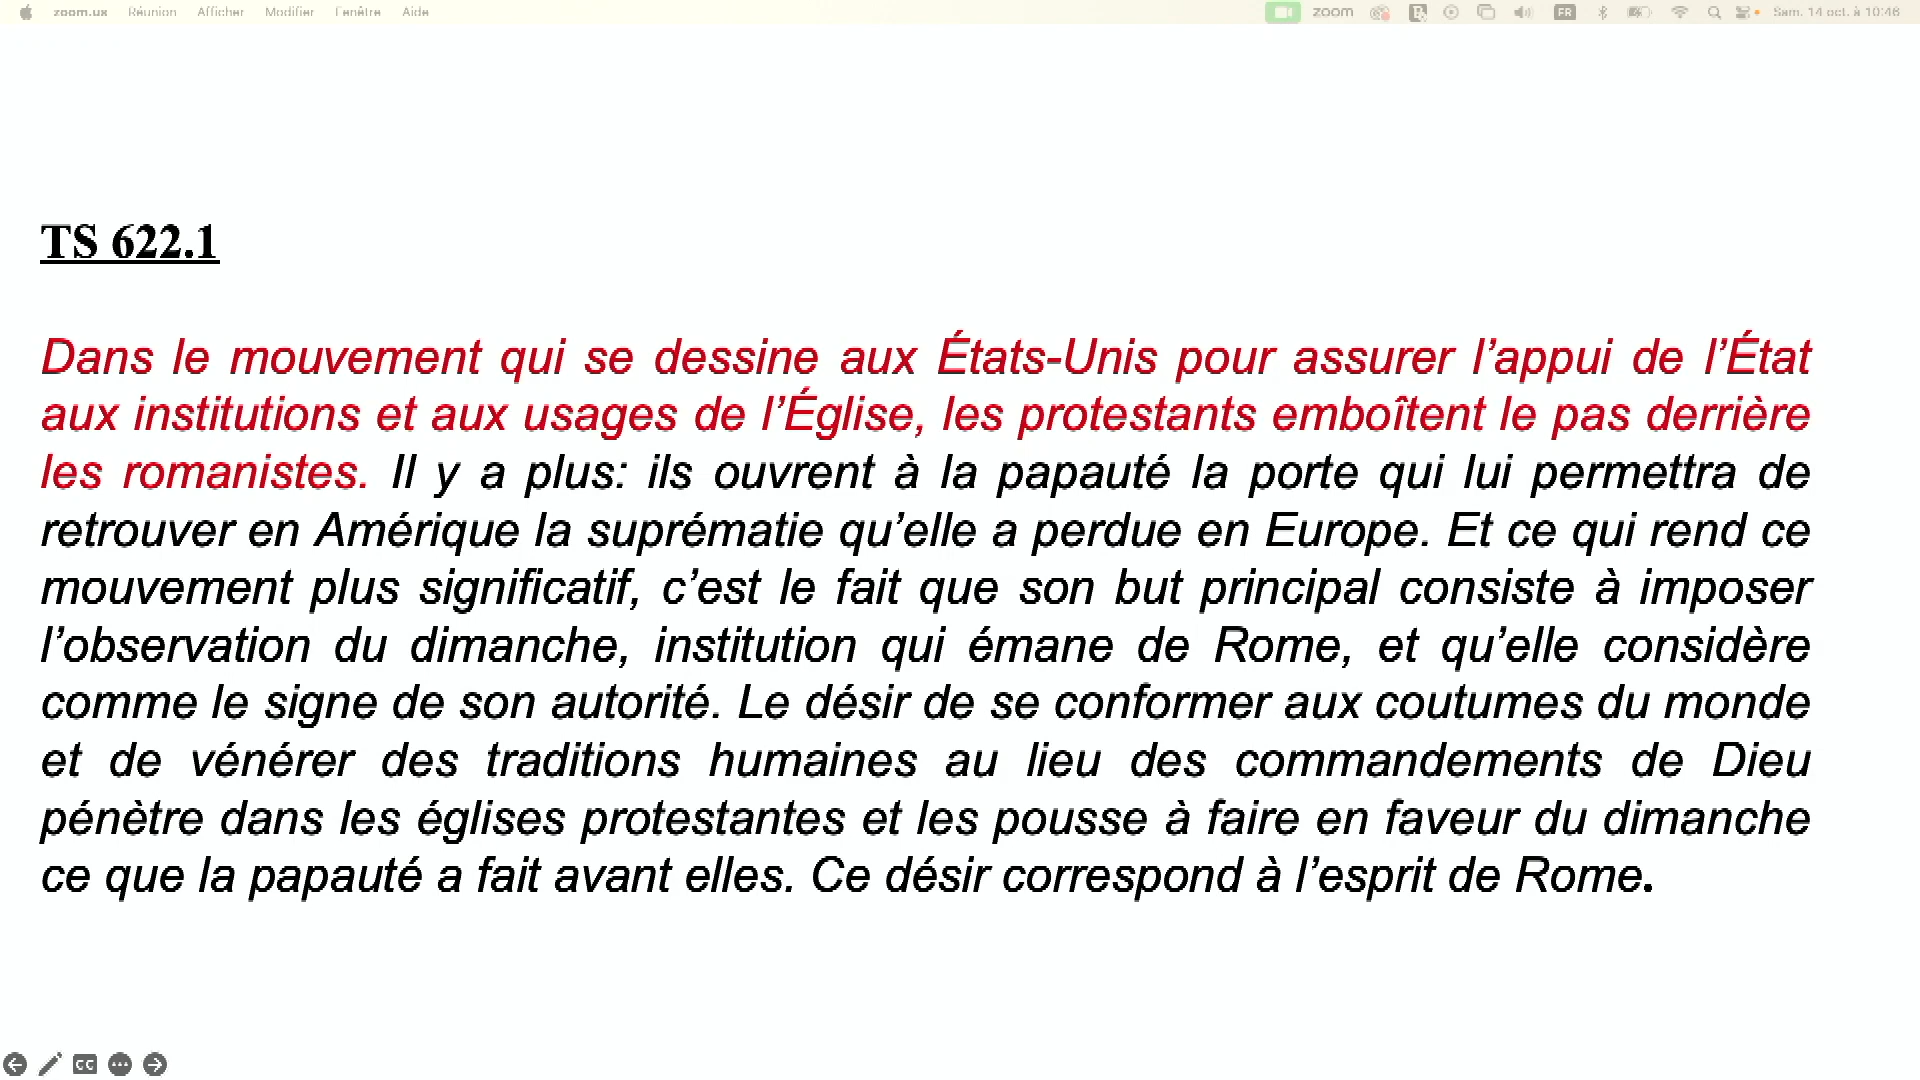 zoom.us Réunion Afficher Modifier Fenêtre Aide zoom FR Sam. 14 oct. à 10:46
TS 622.1
Dans le mouvement qui se dessine aux États-Unis pour assurer l’appui de l’État
aux institutions et aux usages de l’Église, les protestants emboîtent le pas derrière
les romanistes. Il y a plus: ils ouvrent à la papauté la porte qui lui permettra de
retrouver en Amérique la suprématie qu’elle a perdue en Europe. Et ce qui rend ce
mouvement plus significatif, c’est le fait que son but principal consiste à imposer
l’observation du dimanche, institution qui émane de Rome, et qu’elle considère
comme le signe de son autorité. Le désir de se conformer aux coutumes du monde
et de vénérer des traditions humaines au lieu des commandements de Dieu
pénètre dans les églises protestantes et les pousse à faire en faveur du dimanche
ce que la papauté a fait avant elles. Ce désir correspond à l’esprit de Rome.
CC